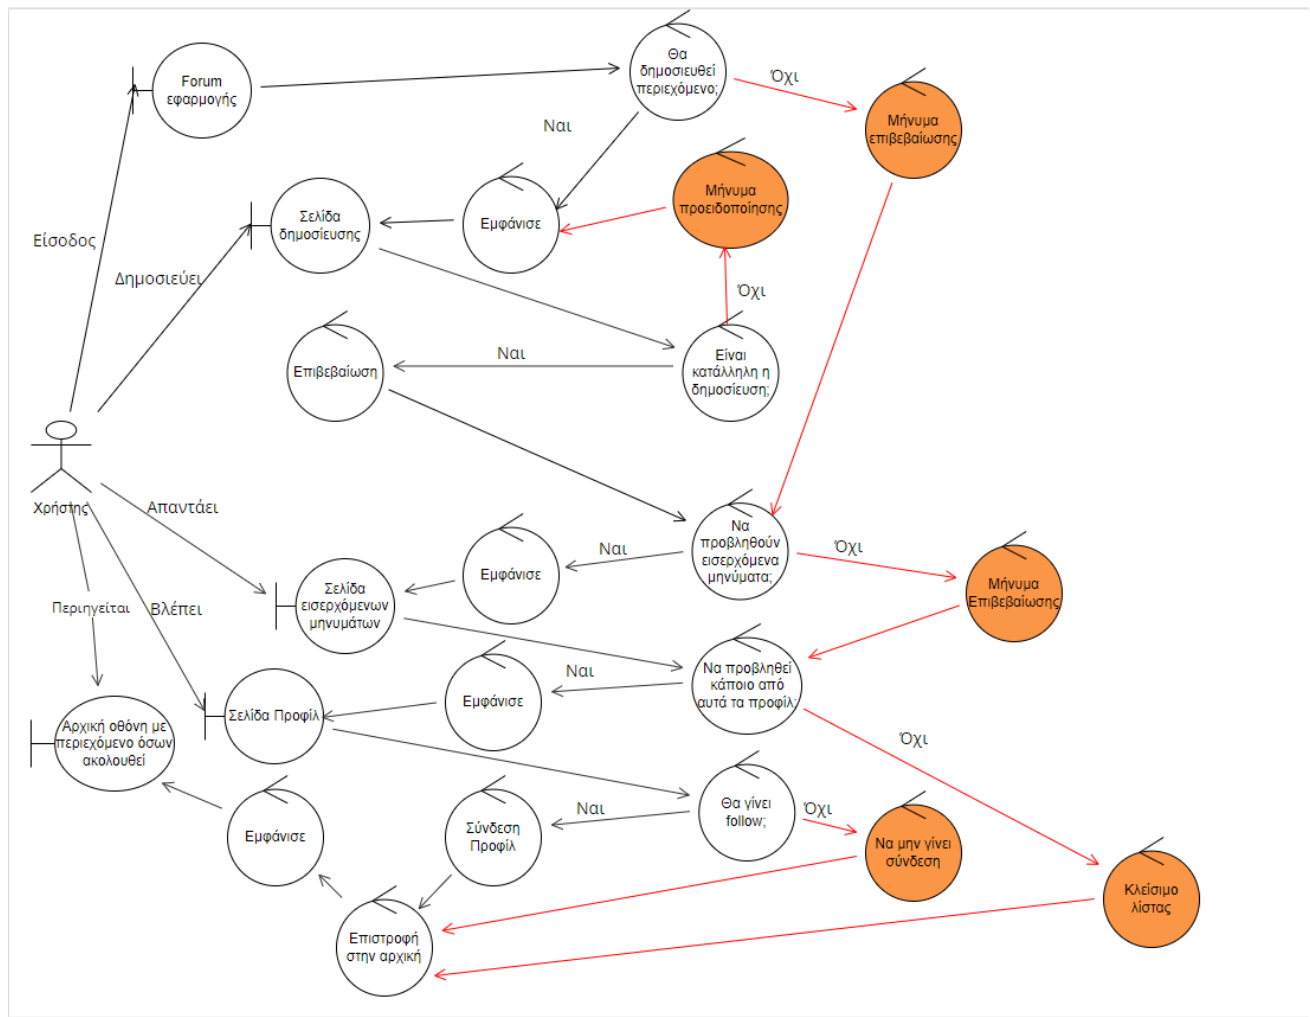 Forum
εφαρμογής
Θα
δημοσιευθεί
περιεχόμενο;
Όχι
Μήνυμα
επιβεβαίωσης
Ναι
Μήνυμα
προειδοποίησης
Σελίδα
δημοσίευσης
Εμφάνισε
Είσοδος
Δημοσιεύει
Όχι
Ναι
Επιβεβαίωση
Είναι
κατάλληλη η
δημοσίευση;
Χρήστης
Απαντάει
Να
προβληθούν
εισερχόμενα
μηνύματα;
Ναι
Όχι
Εμφάνισε
Σελίδα
εισερχόμενων
μηνυμάτων
Μήνυμα
Επιβεβαίωσης
Περιηγείται
Βλέπει
Ναι
Να προβληθεί
κάποιο από
αυτά τα προφίλ;
Εμφάνισε
Σελίδα Προφίλ
Αρχική οθόνη με
περιεχόμενο όσων
ακολουθεί
Όχι
Θα γίνει
follow;
Ναι
Όχι
Εμφάνισε
Σύνδεση
Προφίλ
Να μην γίνει
σύνδεση
Κλείσιμο
λίστας
Επιστροφή
στην αρχική